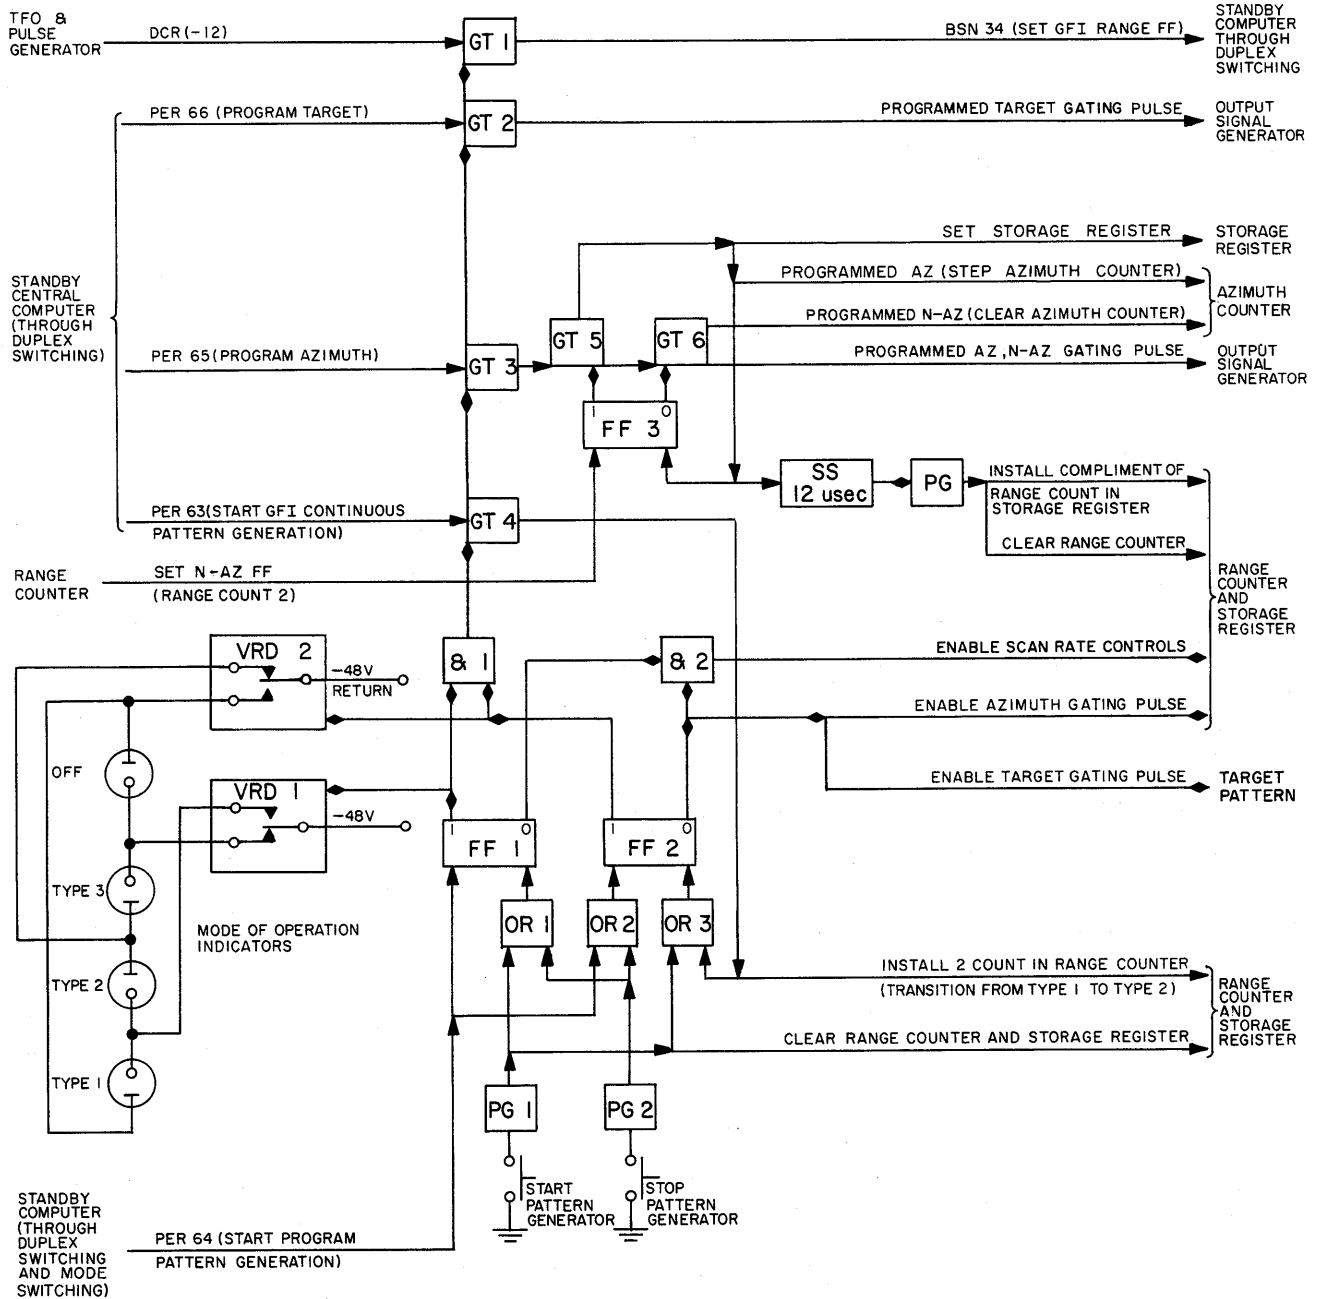 TFO &
PULSE
GENERATOR
DCR (-12)
GT 1
BSN 34 (SET GFI RANGE FF)
STANDBY
COMPUTER
THROUGH
DUPLEX
SWITCHING
PER 66 (PROGRAM TARGET)
GT 2
PROGRAMMED TARGET GATING PULSE
OUTPUT
SIGNAL
GENERATOR
SET STORAGE REGISTER
STORAGE
REGISTER
PROGRAMMED AZ (STEP AZIMUTH COUNTER)
PROGRAMMED N-AZ (CLEAR AZIMUTH COUNTER)
AZIMUTH
COUNTER
STANDBY
CENTRAL
COMPUTER
(THROUGH
DUPLEX
SWITCHING)
PER 65 (PROGRAM AZIMUTH)
GT 3
GT 5
GT 6
PROGRAMMED AZ, N-AZ GATING PULSE
OUTPUT
SIGNAL
GENERATOR
1 0
FF 3
SS
12 usec
PG
INSTALL COMPLIMENT OF
RANGE COUNT IN
STORAGE REGISTER
CLEAR RANGE COUNTER
PER 63 (START GFI CONTINUOUS
PATTERN GENERATION)
GT 4
RANGE
COUNTER
SET N-AZ FF
(RANGE COUNT 2)
RANGE
COUNTER
AND
STORAGE
REGISTER
VRD 2
-48V
RETURN
& 1
& 2
ENABLE SCAN RATE CONTROLS
ENABLE AZIMUTH GATING PULSE
OFF
VRD 1
-48V
ENABLE TARGET GATING PULSE
TARGET
PATTERN
1 0
FF 1
1 0
FF 2
TYPE 3
MODE OF OPERATION
INDICATORS
OR 1
OR 2
OR 3
TYPE 2
INSTALL 2 COUNT IN RANGE COUNTER
(TRANSITION FROM TYPE 1 TO TYPE 2)
CLEAR RANGE COUNTER AND STORAGE REGISTER
RANGE
COUNTER
AND
STORAGE
REGISTER
TYPE 1
PG 1
PG 2
START
PATTERN
GENERATOR
STOP
PATTERN
GENERATOR
STANDBY
COMPUTER
(THROUGH
DUPLEX
SWITCHING
AND MODE
SWITCHING)
PER 64 (START PROGRAM
PATTERN GENERATION)